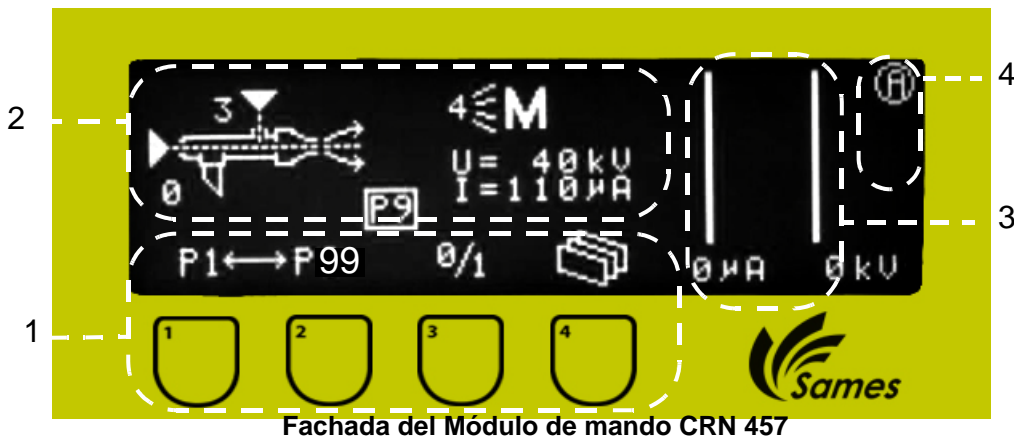 2
4
3
1
3
0
4 M
U= 40kV
I=110µA
P9
P1 ⟷ P99
0/1
0µA
0kV
A
1
2
3
4
Sames
Fachada del Módulo de mando CRN 457